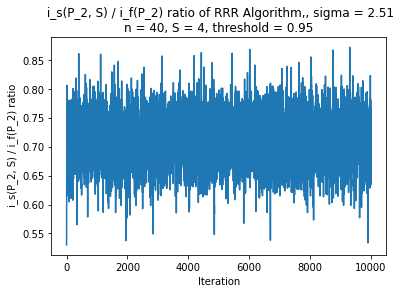 i_s(P_2, S) / i_f(P_2) ratio of RRR Algorithm,, sigma = 2.51
n = 40, S = 4, threshold = 0.95
i_s(P_2, S) / i_f(P_2) ratio
0.85
0.80
0.75
0.70
0.65
0.60
0.55
0 2000 4000 6000 8000 10000
Iteration